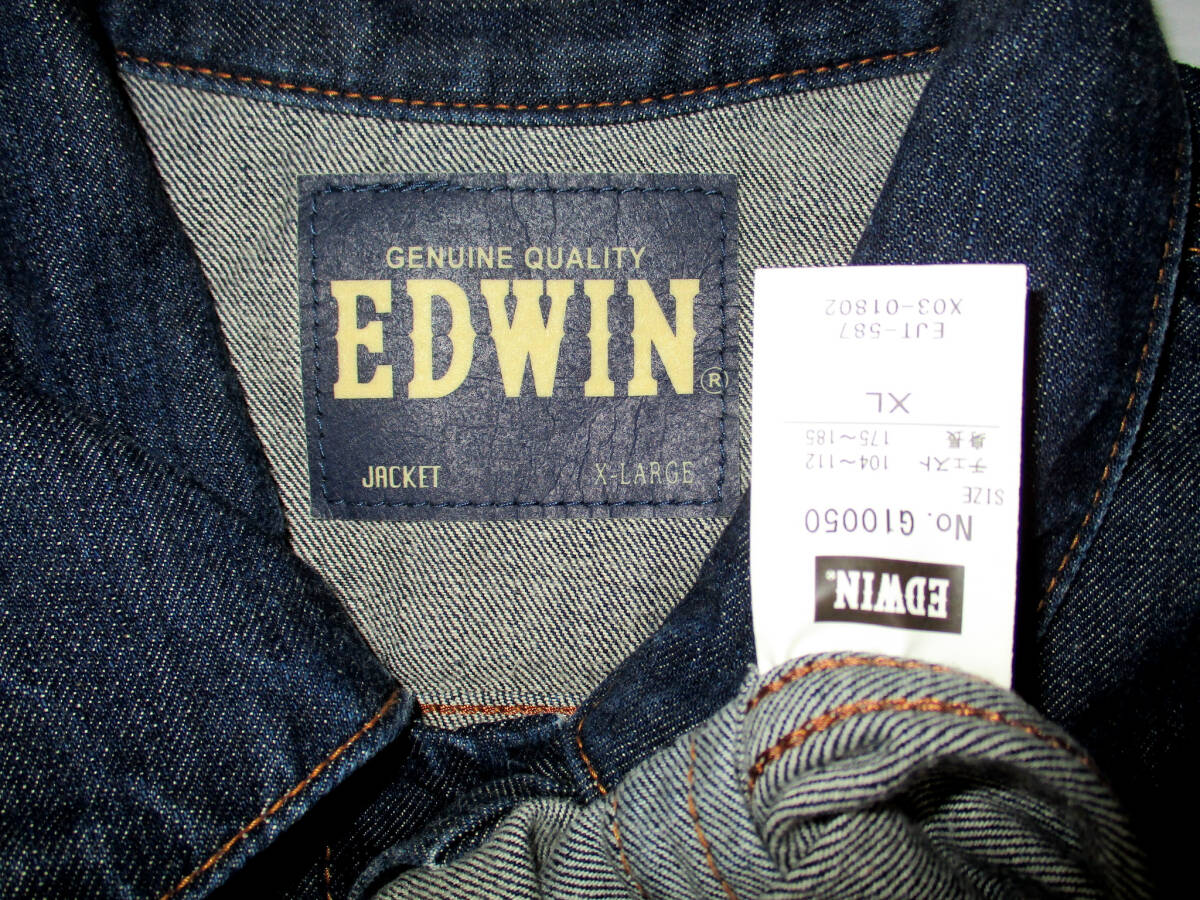 GENUINE QUALITY
EDWIN®
JACKET X-LARGE
EDWIN®
No. G10050
SIZE
チェスト 104~112
身長 175~185
XL
EJT-587
X03-01802